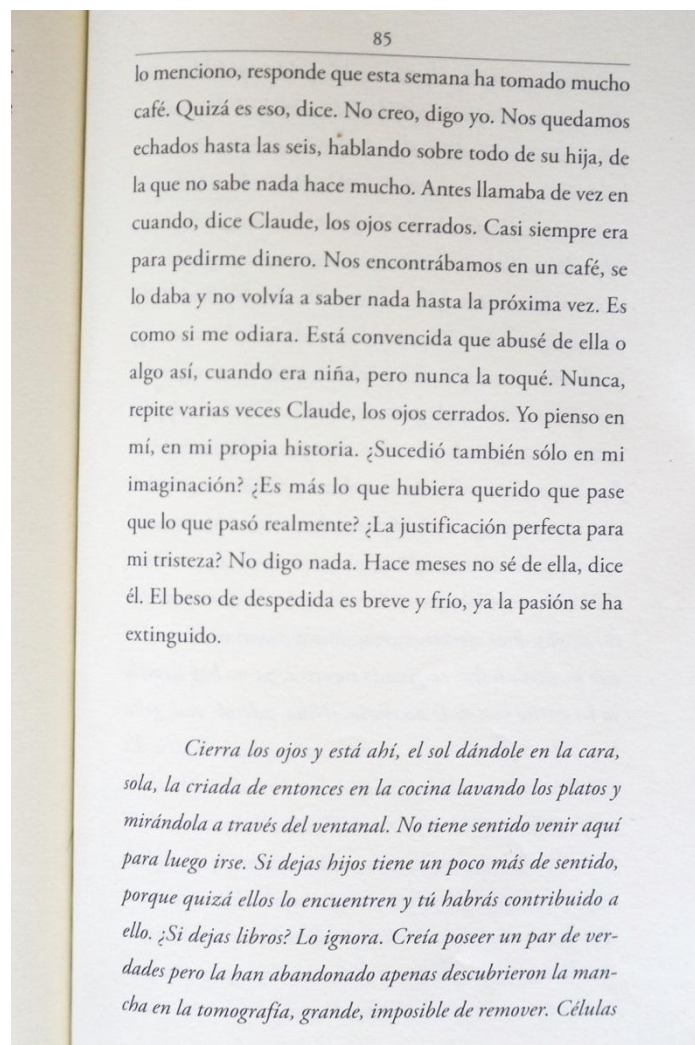 85
lo menciono, responde que esta semana ha tomado mucho
café. Quizá es eso, dice. No creo, digo yo. Nos quedamos
echados hasta las seis, hablando sobre todo de su hija, de
la que no sabe nada hace mucho. Antes llamaba de vez en
cuando, dice Claude, los ojos cerrados. Casi siempre era
para pedirme dinero. Nos encontrábamos en un café, se
lo daba y no volvía a saber nada hasta la próxima vez. Es
como si me odiara. Está convencida que abusé de ella o
algo así, cuando era niña, pero nunca la toqué. Nunca,
repite varias veces Claude, los ojos cerrados. Yo pienso en
mí, en mi propia historia. ¿Sucedió también sólo en mi
imaginación? ¿Es más lo que hubiera querido que pase
que lo que pasó realmente? ¿La justificación perfecta para
mi tristeza? No digo nada. Hace meses no sé de ella, dice
él. El beso de despedida es breve y frío, ya la pasión se ha
extinguido.
Cierra los ojos y está ahí, el sol dándole en la cara,
sola, la criada de entonces en la cocina lavando los platos y
mirándola a través del ventanal. No tiene sentido venir aquí
para luego irse. Si dejas hijos tiene un poco más de sentido,
porque quizá ellos lo encuentren y tú habrás contribuido a
ello. ¿Si dejas libros? Lo ignora. Creía poseer un par de ver-
dades pero la han abandonado apenas descubrieron la man-
cha en la tomografía, grande, imposible de remover. Células